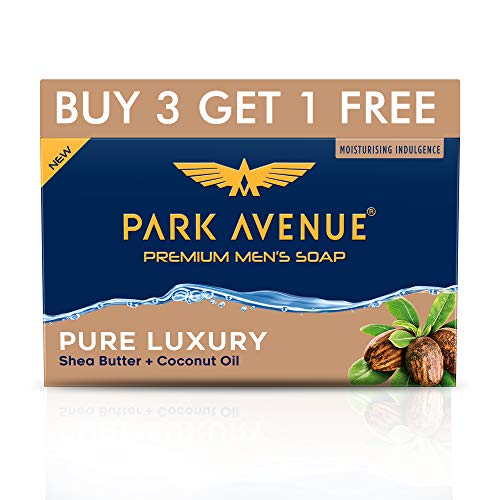 BUY 3 GET 1 FREE
NEW
MOISTURISING INDULGENCE
PARK AVENUE®
PREMIUM MEN'S SOAP
PURE LUXURY
Shea Butter + Coconut Oil